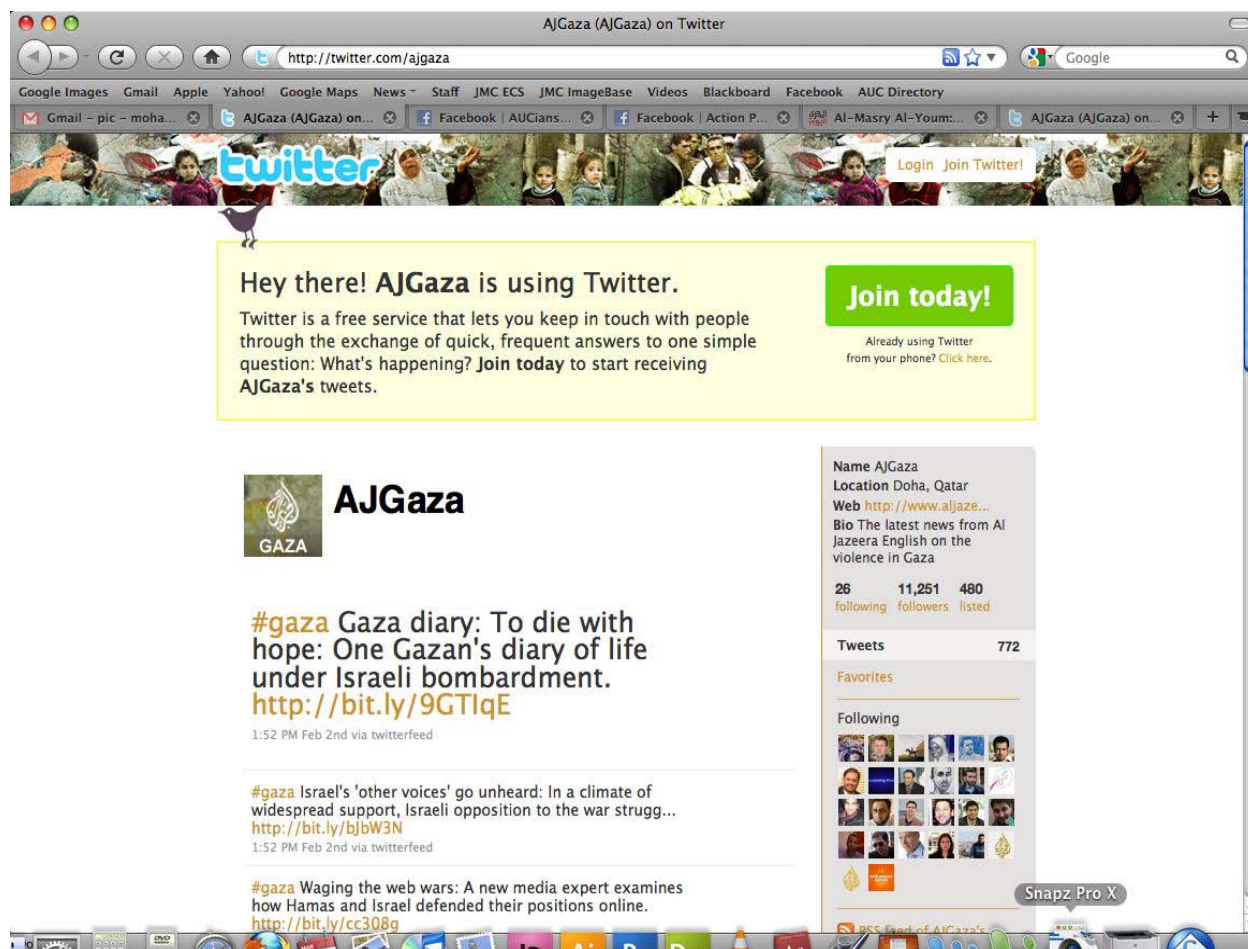 AJGaza (AJGaza) on Twitter
http://twitter.com/ajgaza
Google
Google Images Gmail Apple Yahoo! Google Maps News Staff JMC ECS JMC ImageBase Videos Blackboard Facebook AUC Directory
Gmail – pic – moha... AJGaza (AJGaza) on... Facebook | AUCians... Facebook | Action P... Al-Masry Al-Youm:... AJGaza (AJGaza) on...
twitter
Login Join Twitter!
Hey there! AJGaza is using Twitter.
Twitter is a free service that lets you keep in touch with people
through the exchange of quick, frequent answers to one simple
question: What's happening? Join today to start receiving
AJGaza's tweets.
Join today!
Already using Twitter
from your phone? Click here.
GAZA
AJGaza
#gaza Gaza diary: To die with
hope: One Gazan's diary of life
under Israeli bombardment.
http://bit.ly/9GTIqE
1:52 PM Feb 2nd via twitterfeed
#gaza Israel's 'other voices' go unheard: In a climate of
widespread support, Israeli opposition to the war strugg...
http://bit.ly/bJbW3N
1:52 PM Feb 2nd via twitterfeed
#gaza Waging the web wars: A new media expert examines
how Hamas and Israel defended their positions online.
http://bit.ly/cc308g
Name AJGaza
Location Doha, Qatar
Web http://www.aljaze...
Bio The latest news from Al
Jazeera English on the
violence in Gaza
26 11,251 480
following followers listed
Tweets 772
Favorites
Following
Snapz Pro X
RSS feed of AJGaza's